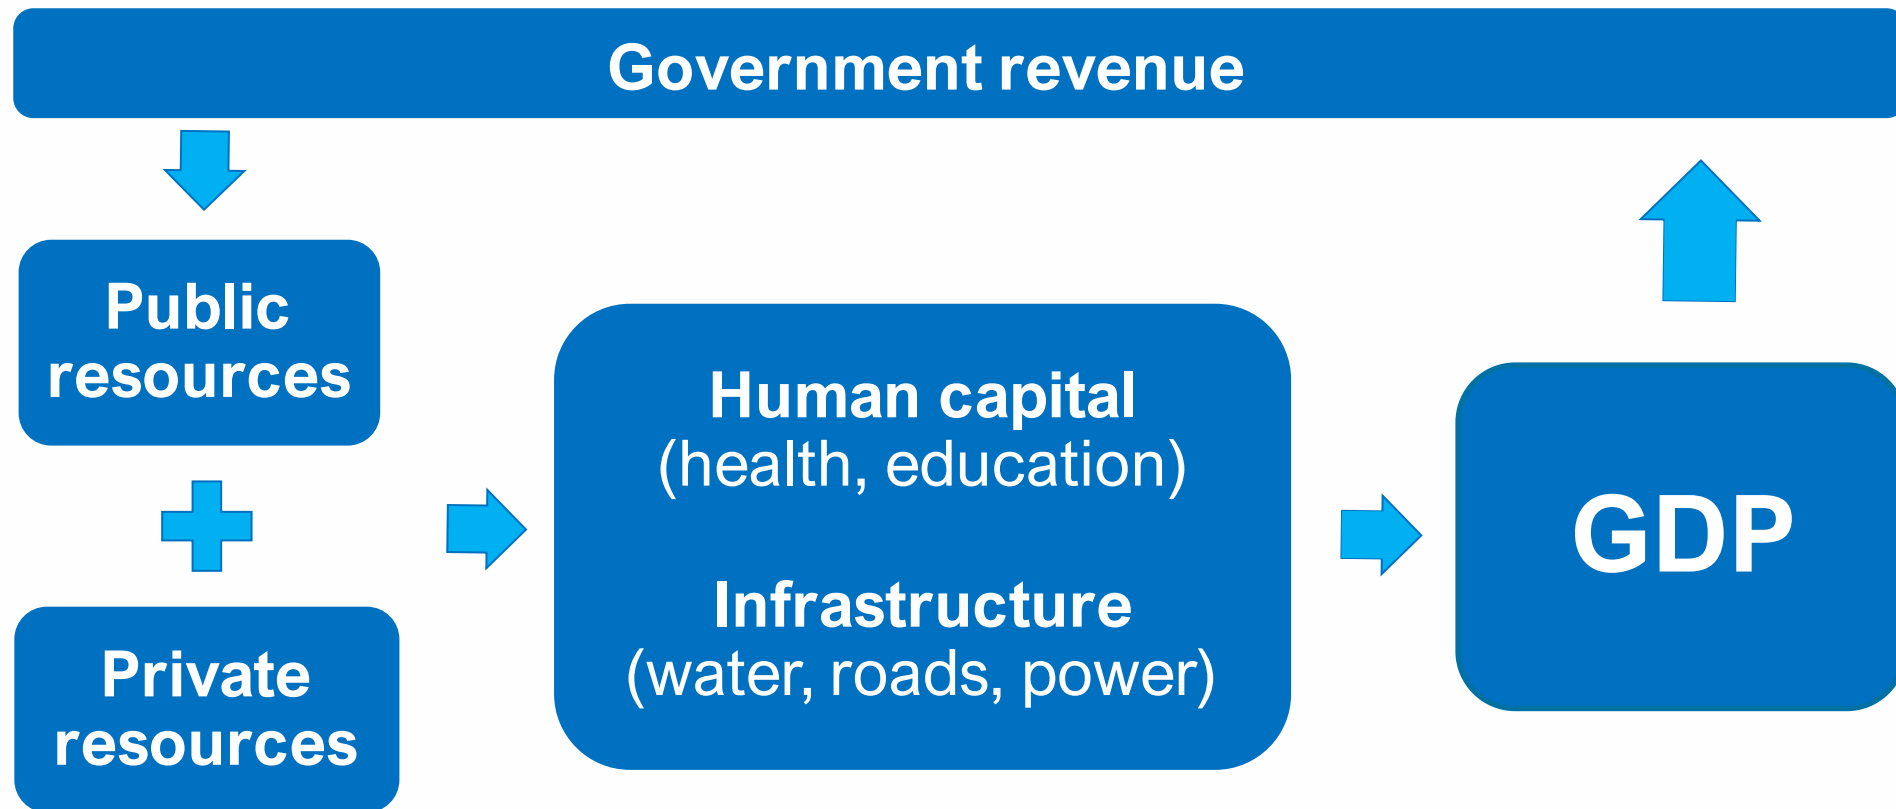 Government revenue
Public
resources
Private
resources
Human capital
(health, education)
Infrastructure
(water, roads, power)
GDP